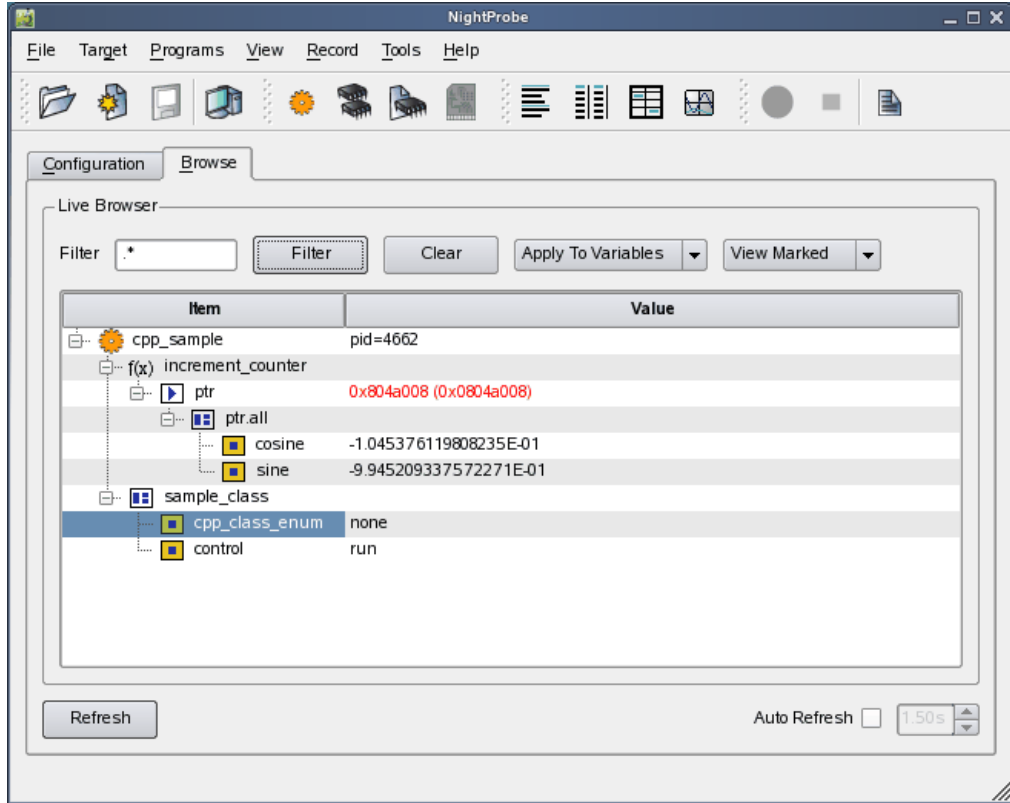 NightProbe
File Target Programs View Record Tools Help
Configuration Browse
Live Browser
Filter .* Filter Clear Apply To Variables View Marked
Item Value
cpp_sample pid=4662
f(x) increment_counter
ptr 0x804a008 (0x0804a008)
ptr.all
cosine -1.045376119808235E-01
sine -9.945209337572271E-01
sample_class
cpp_class_enum none
control run
Refresh Auto Refresh 1.50s